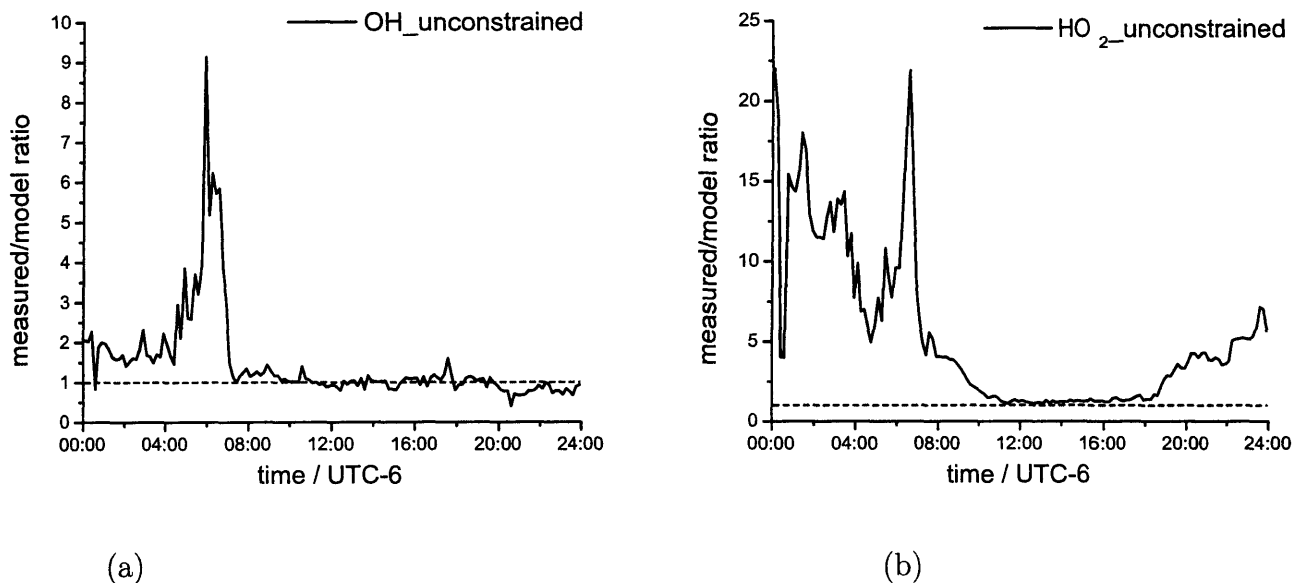 OH_unconstrained
measured/model ratio
10
9
8
7
6
5
4
3
2
1
0
00:00 04:00 08:00 12:00 16:00 20:00 24:00
time / UTC-6
(a)
HO 2_unconstrained
measured/model ratio
25
20
15
10
5
0
00:00 04:00 08:00 12:00 16:00 20:00 24:00
time / UTC-6
(b)